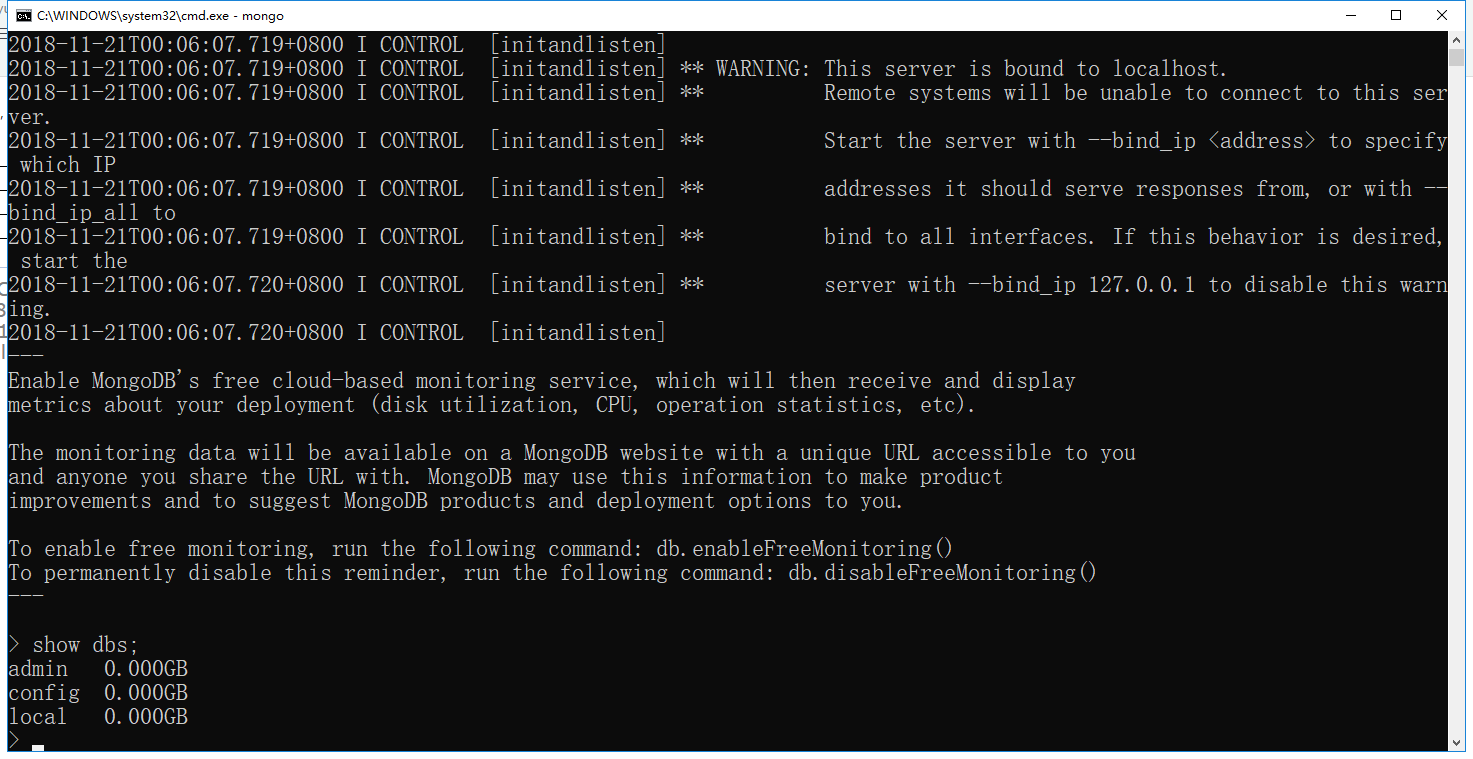 C:\WINDOWS\system32\cmd.exe - mongo
2018-11-21T00:06:07.719+0800 I CONTROL  [initandlisten]
2018-11-21T00:06:07.719+0800 I CONTROL  [initandlisten] ** WARNING: This server is bound to localhost.
2018-11-21T00:06:07.719+0800 I CONTROL  [initandlisten] **          Remote systems will be unable to connect to this ser
ver.
2018-11-21T00:06:07.719+0800 I CONTROL  [initandlisten] **          Start the server with --bind_ip <address> to specify
 which IP
2018-11-21T00:06:07.719+0800 I CONTROL  [initandlisten] **          addresses it should serve responses from, or with --
bind_ip_all to
2018-11-21T00:06:07.719+0800 I CONTROL  [initandlisten] **          bind to all interfaces. If this behavior is desired,
 start the
2018-11-21T00:06:07.720+0800 I CONTROL  [initandlisten] **          server with --bind_ip 127.0.0.1 to disable this warn
ing.
2018-11-21T00:06:07.720+0800 I CONTROL  [initandlisten]
---
Enable MongoDB's free cloud-based monitoring service, which will then receive and display
metrics about your deployment (disk utilization, CPU, operation statistics, etc).

The monitoring data will be available on a MongoDB website with a unique URL accessible to you
and anyone you share the URL with. MongoDB may use this information to make product
improvements and to suggest MongoDB products and deployment options to you.

To enable free monitoring, run the following command: db.enableFreeMonitoring()
To permanently disable this reminder, run the following command: db.disableFreeMonitoring()
---

> show dbs;
admin   0.000GB
config  0.000GB
local   0.000GB
>